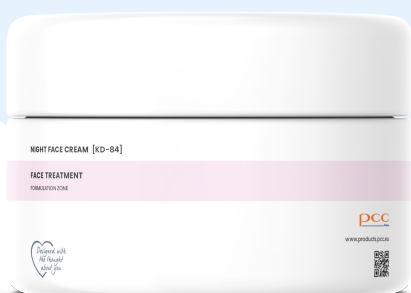 NIGHT FACE CREAM [KD-84]
FACE TREATMENT
FORMULATION ZONE
pcc
www.products.pcc.eu
Designed with
the thought
about you